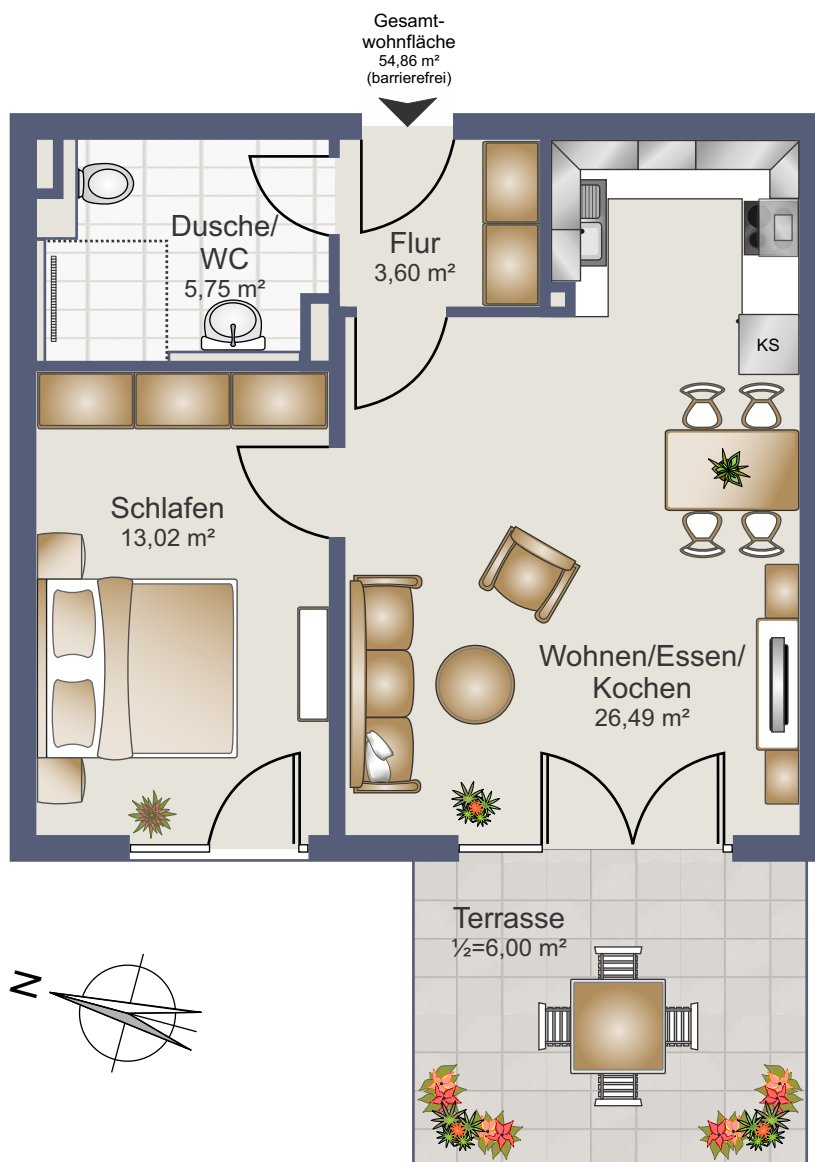 Gesamt-
wohnfläche
54,86 m²
(barrierefrei)
Dusche/
WC
5,75 m²
Flur
3,60 m²
KS
Schlafen
13,02 m²
Wohnen/Essen/
Kochen
26,49 m²
Terrasse
½=6,00 m²
N